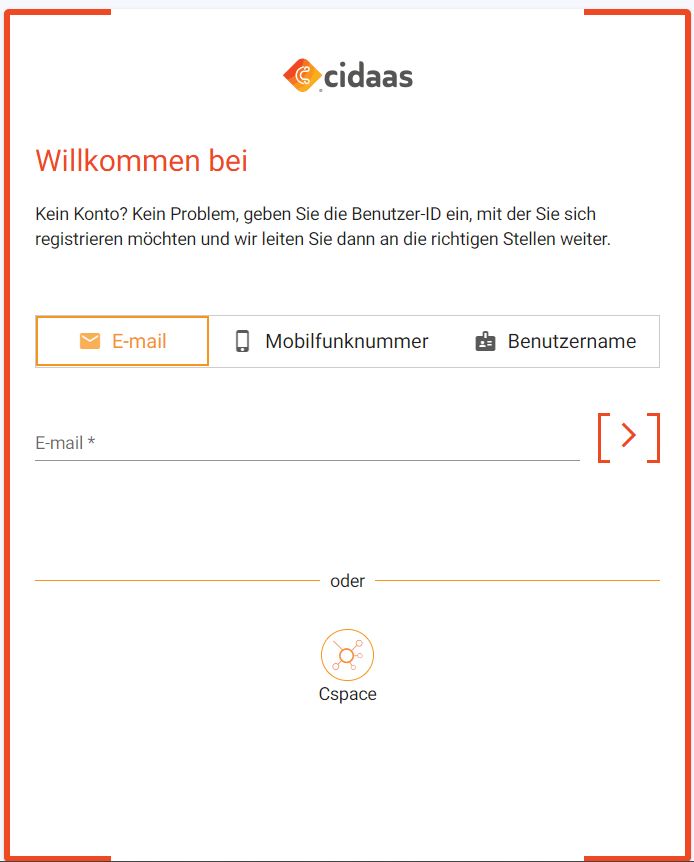 cidaas
Willkommen bei
Kein Konto? Kein Problem, geben Sie die Benutzer-ID ein, mit der Sie sich
registrieren möchten und wir leiten Sie dann an die richtigen Stellen weiter.
E-mail
Mobilfunknummer
Benutzername
E-mail *
oder
Cspace